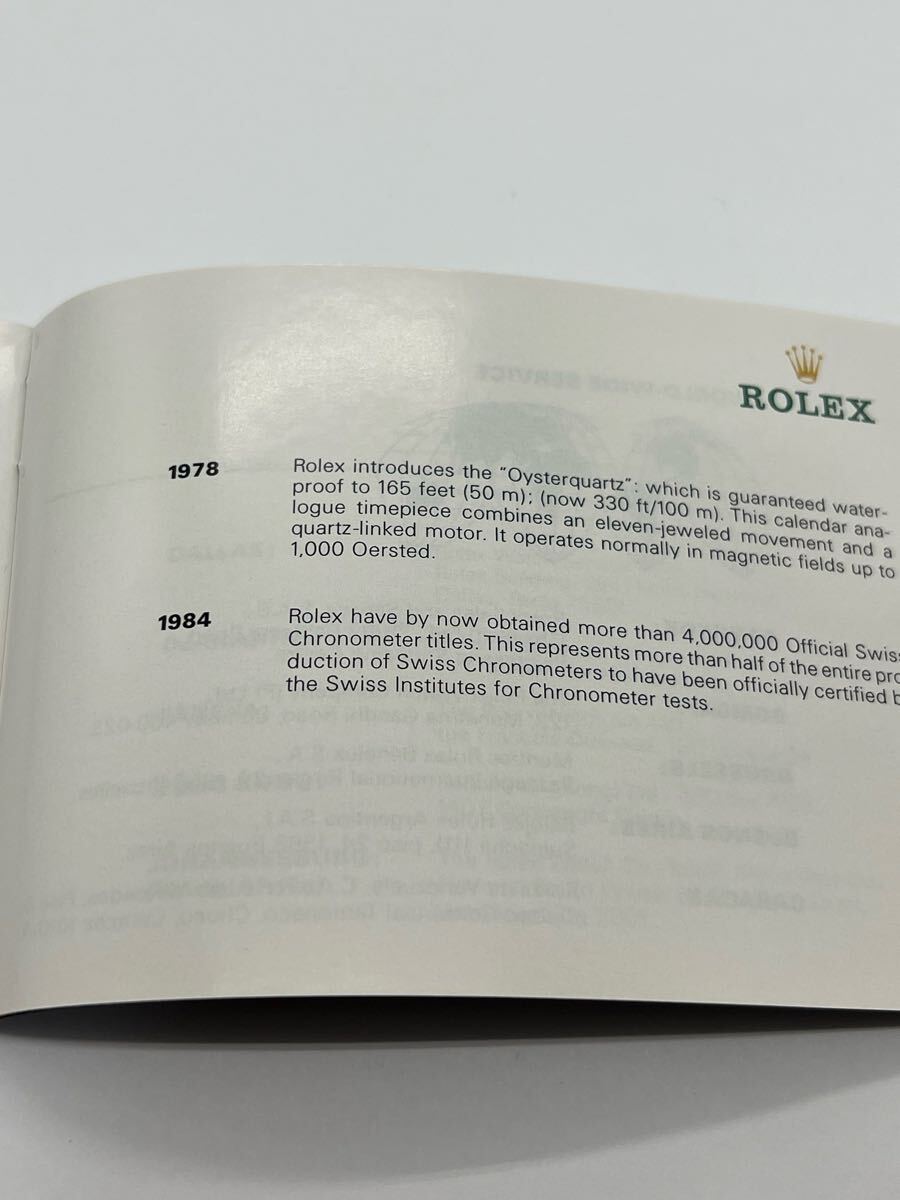 ROLEX
1978 Rolex introduces the "Oysterquartz": which is guaranteed water-
proof to 165 feet (50 m); (now 330 ft/100 m). This calendar ana-
logue timepiece combines an eleven-jeweled movement and a
quartz-linked motor. It operates normally in magnetic fields up to
1,000 Oersted.
1984 Rolex have by now obtained more than 4,000,000 Official Swis
Chronometer titles. This represents more than half of the entire pro
duction of Swiss Chronometers to have been officially certified b
the Swiss Institutes for Chronometer tests.